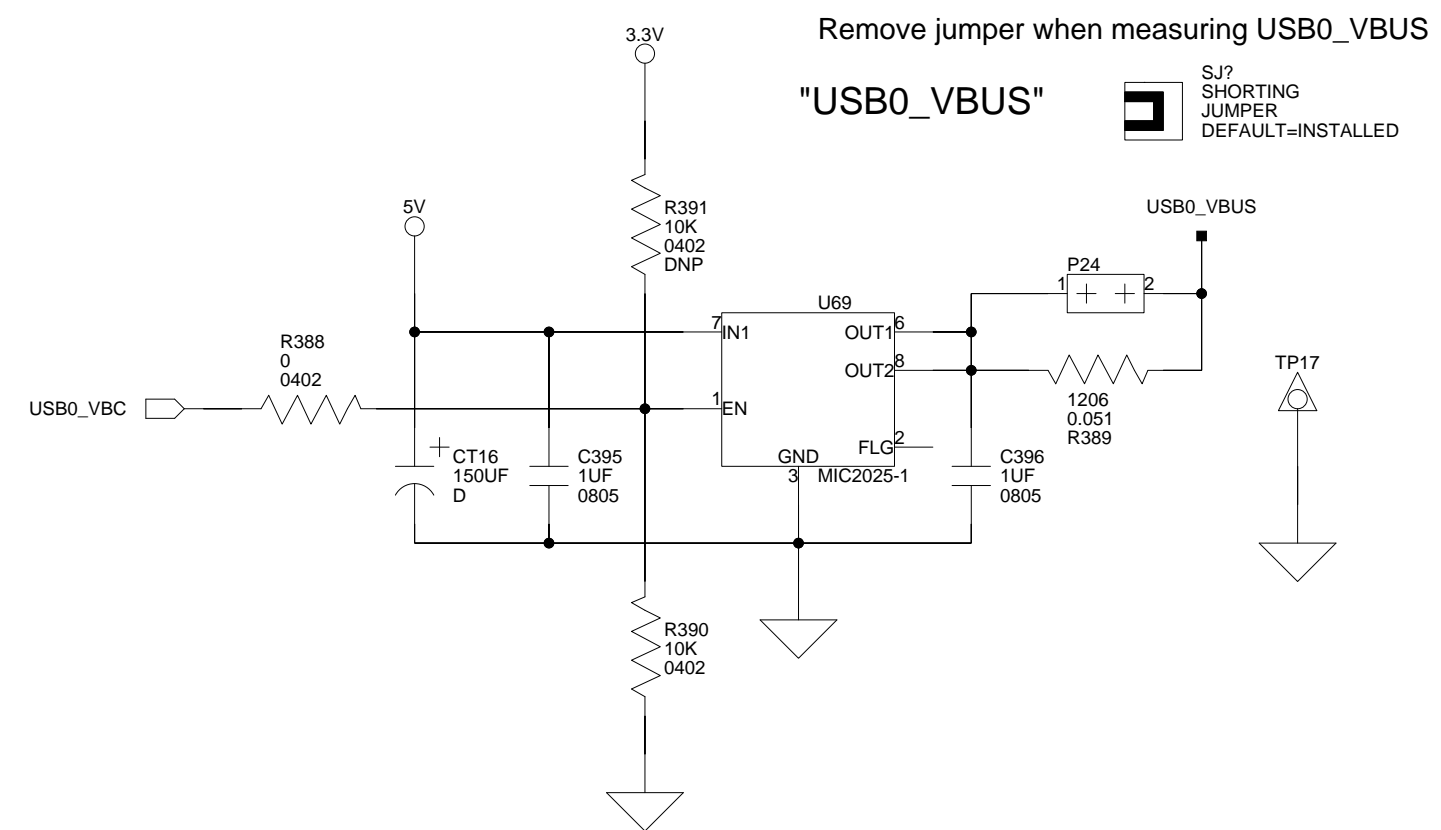 Remove jumper when measuring USB0_VBUS
3.3V
"USB0_VBUS"
SJ?
SHORTING
JUMPER
DEFAULT=INSTALLED
R391
10K
0402
DNP
5V
USB0_VBUS
P24
1
2
U69
7
IN1
OUT1
6
OUT2
8
1
EN
FLG
2
GND
3
MIC2025-1
R388
0
0402
USB0_VBC
1206
0.051
R389
TP17
+
CT16
150UF
D
C395
1UF
0805
C396
1UF
0805
R390
10K
0402